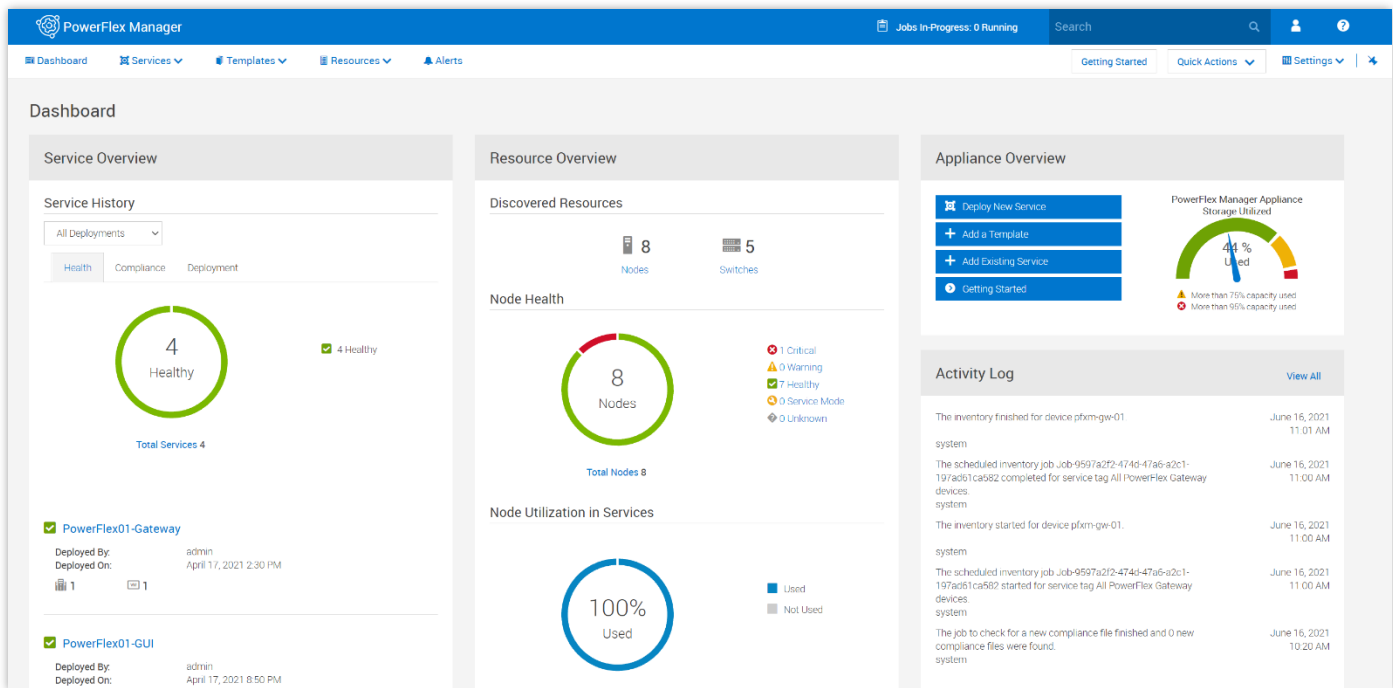 PowerFlex Manager
Jobs In-Progress: 0 Running
Search
Dashboard
Services
Templates
Resources
Alerts
Getting Started
Quick Actions
Settings
Dashboard
Service Overview
Service History
All Deployments
Health Compliance Deployment
4
Healthy
4 Healthy
Total Services 4
PowerFlex01-Gateway
Deployed By: admin
Deployed On: April 17, 2021 2:30 PM
1 1
PowerFlex01-GUI
Deployed By: admin
Deployed On: April 17, 2021 8:50 PM
Resource Overview
Discovered Resources
8 5
Nodes Switches
Node Health
8
Nodes
1 Critical
0 Warning
7 Healthy
0 Service Mode
0 Unknown
Total Nodes 8
Node Utilization in Services
100%
Used
Used
Not Used
Appliance Overview
Deploy New Service
Add a Template
Add Existing Service
Getting Started
PowerFlex Manager Appliance
Storage Utilized
44 %
Used
More than 75% capacity used
More than 95% capacity used
Activity Log
View All
The inventory finished for device pfxm-gw-01. June 16, 2021
11:01 AM
system
The scheduled inventory job Job-9597a2f2-474d-47a6-a2c1- June 16, 2021
197ad61ca582 completed for service tag All PowerFlex Gateway 11:00 AM
devices.
system
The inventory started for device pfxm-gw-01. June 16, 2021
11:00 AM
system
The scheduled inventory job Job-9597a2f2-474d-47a6-a2c1- June 16, 2021
197ad61ca582 started for service tag All PowerFlex Gateway 11:00 AM
devices.
system
The job to check for a new compliance file finished and 0 new June 16, 2021
compliance files were found. 10:20 AM
system